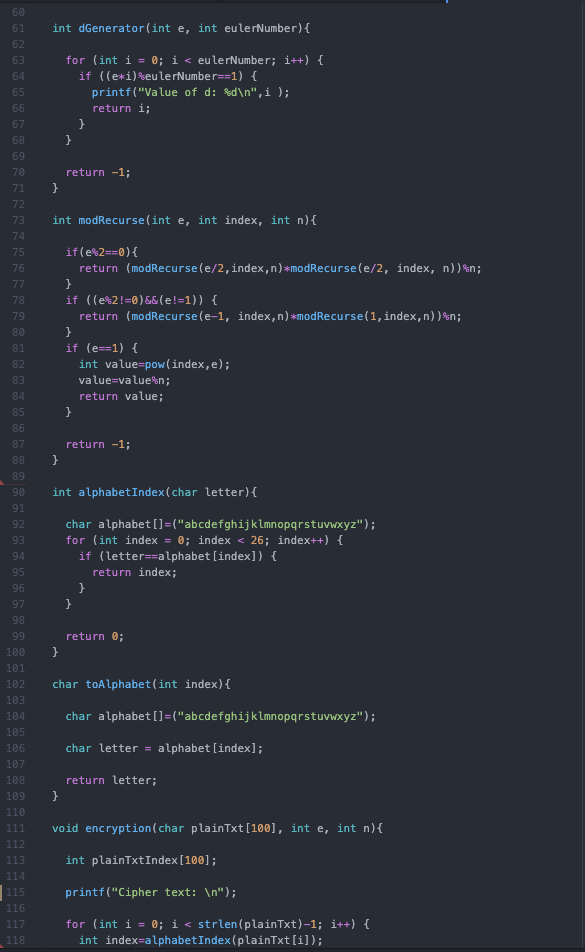 60
61 int dGenerator(int e, int eulerNumber){
62
63 for (int i = 0; i < eulerNumber; i++) {
64 if ((e*i)%eulerNumber==1) {
65 printf("Value of d: %d\n",i );
66 return i;
67 }
68 }
69
70 return -1;
71 }
72
73 int modRecurse(int e, int index, int n){
74
75 if(e%2==0){
76 return (modRecurse(e/2,index,n)*modRecurse(e/2, index, n))%n;
77 }
78 if ((e%2!=0)&&(e!=1)) {
79 return (modRecurse(e-1, index,n)*modRecurse(1,index,n))%n;
80 }
81 if (e==1) {
82 int value=pow(index,e);
83 value=value%n;
84 return value;
85 }
86
87 return -1;
88 }
89
90 int alphabetIndex(char letter){
91
92 char alphabet[]=("abcdefghijklmnopqrstuvwxyz");
93 for (int index = 0; index < 26; index++) {
94 if (letter==alphabet[index]) {
95 return index;
96 }
97 }
98
99 return 0;
100 }
101
102 char toAlphabet(int index){
103
104 char alphabet[]=("abcdefghijklmnopqrstuvwxyz");
105
106 char letter = alphabet[index];
107
108 return letter;
109 }
110
111 void encryption(char plainTxt[100], int e, int n){
112
113 int plainTxtIndex[100];
114
115 printf("Cipher text: \n");
116
117 for (int i = 0; i < strlen(plainTxt)-1; i++) {
118 int index=alphabetIndex(plainTxt[i]);